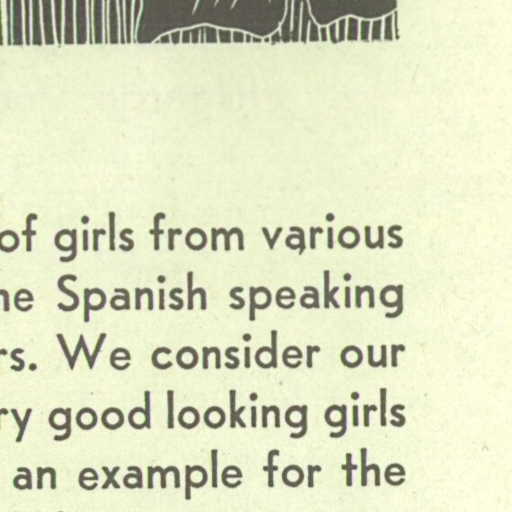 of girls from various
he Spanish speaking
rs. We consider our
ry good looking girls
an example for the